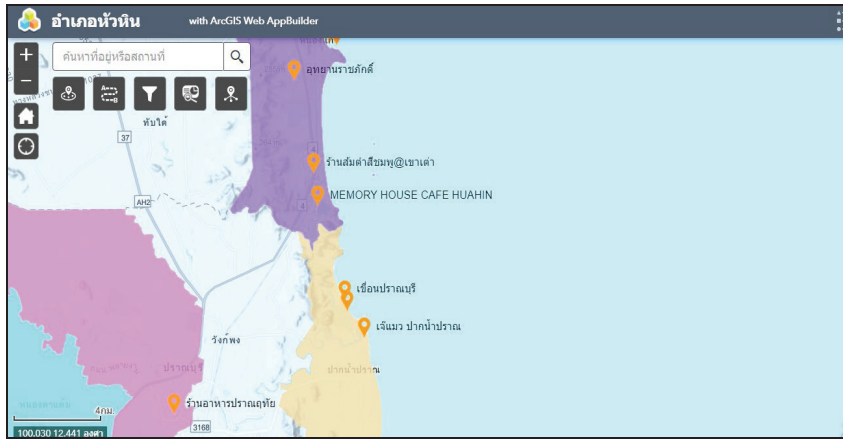 อำเภอหัวหิน
with ArcGIS Web AppBuilder
ค้นหาที่อยู่หรือสถานที่
อุทยานราชภักดิ์
ทับใต้
37
4
ร้านส้มตำสีชมพู@เขาเต่า
AH2
4
MEMORY HOUSE CAFE HUAHIN
เขื่อนปราณบุรี
เจ๊แมว ปากน้ำปราณ
วังก์พง
ปราณบุรี
ปากน้ำปราณ
ร้านอาหารปราณฤทัย
4กม.
3168
100.030 12.441 องศา